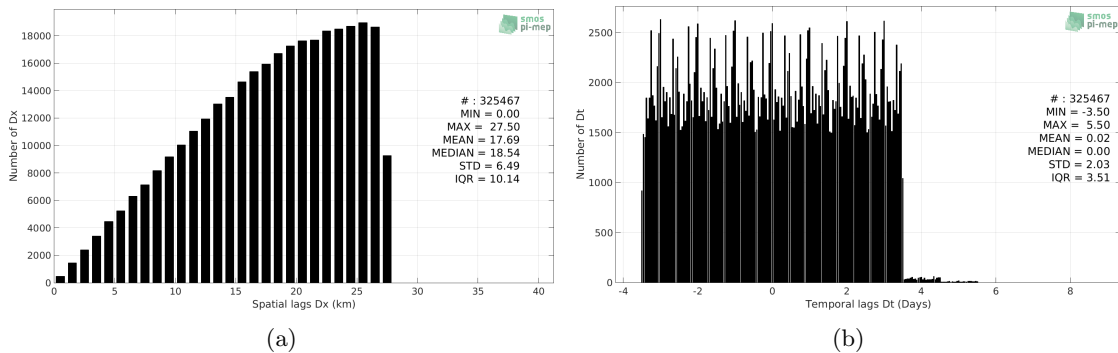 smos
pi-mep
18000
16000
14000
12000
10000
8000
6000
4000
2000
0
Number of Dx
# : 325467
MIN = 0.00
MAX = 27.50
MEAN = 17.69
MEDIAN = 18.54
STD = 6.49
IQR = 10.14
0 5 10 15 20 25 30 35 40
Spatial lags Dx (km)
(a)
smos
pi-mep
2500
2000
1500
1000
500
0
Number of Dt
# : 325467
MIN = -3.50
MAX = 5.50
MEAN = 0.02
MEDIAN = 0.00
STD = 2.03
IQR = 3.51
-4 -2 0 2 4 6 8
Temporal lags Dt (Days)
(b)